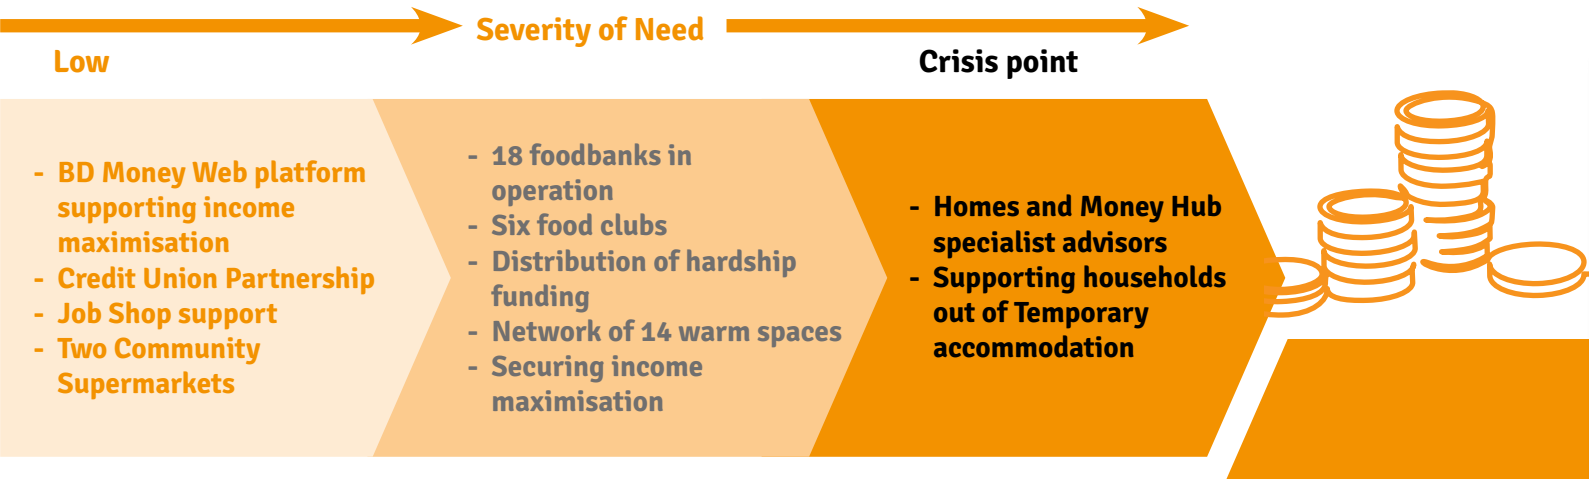 Severity of Need
Low
Crisis point
- BD Money Web platform
supporting income
maximisation
- Credit Union Partnership
- Job Shop support
- Two Community
Supermarkets
- 18 foodbanks in
operation
- Six food clubs
- Distribution of hardship
funding
- Network of 14 warm spaces
- Securing income
maximisation
- Homes and Money Hub
specialist advisors
- Supporting households
out of Temporary
accommodation